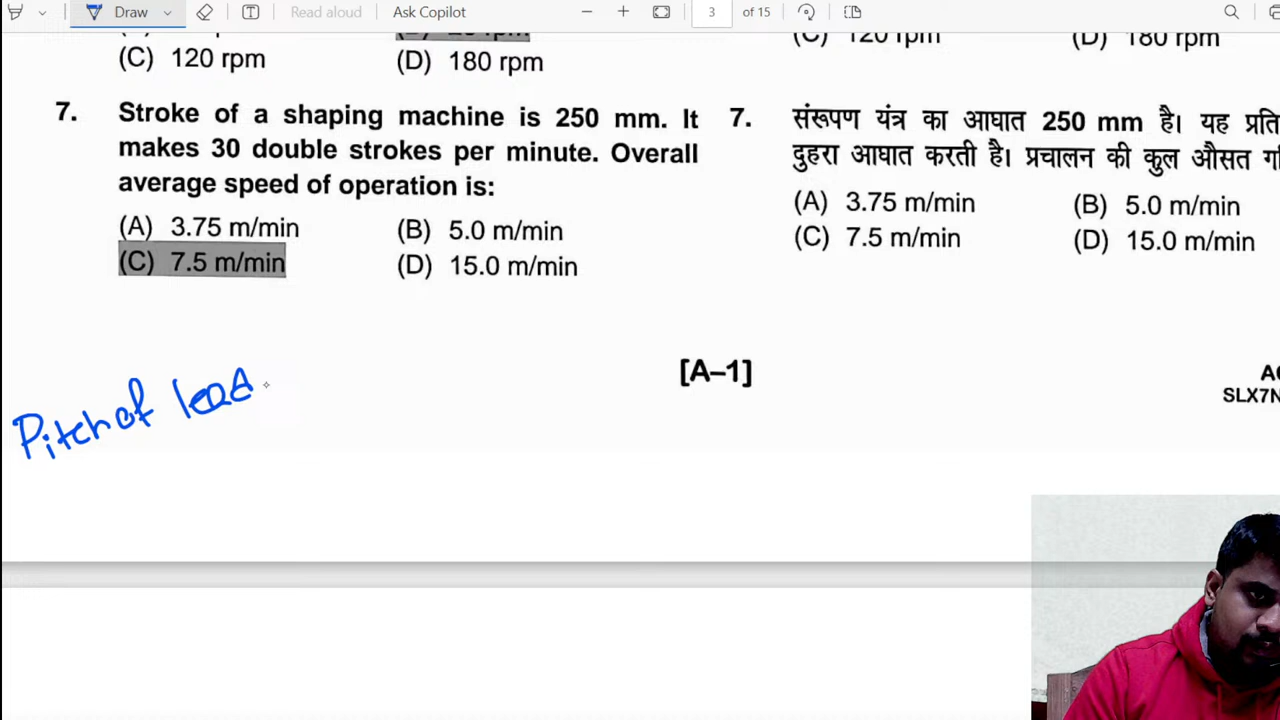 Draw
Read aloud
Ask Copilot
3 of 15
(C) 120 rpm (D) 180 rpm
(C) 120 rpm (D) 180 rpm
7. Stroke of a shaping machine is 250 mm. It
makes 30 double strokes per minute. Overall
average speed of operation is:
(A) 3.75 m/min (B) 5.0 m/min
(C) 7.5 m/min (D) 15.0 m/min
7. संरूपण यंत्र का आघात 250 mm है। यह प्रति
दुहरा आघात करती है। प्रचालन की कुल औसत
(A) 3.75 m/min (B) 5.0 m/min
(C) 7.5 m/min (D) 15.0 m/min
[A–1]
SLX7N
Pitch of lead